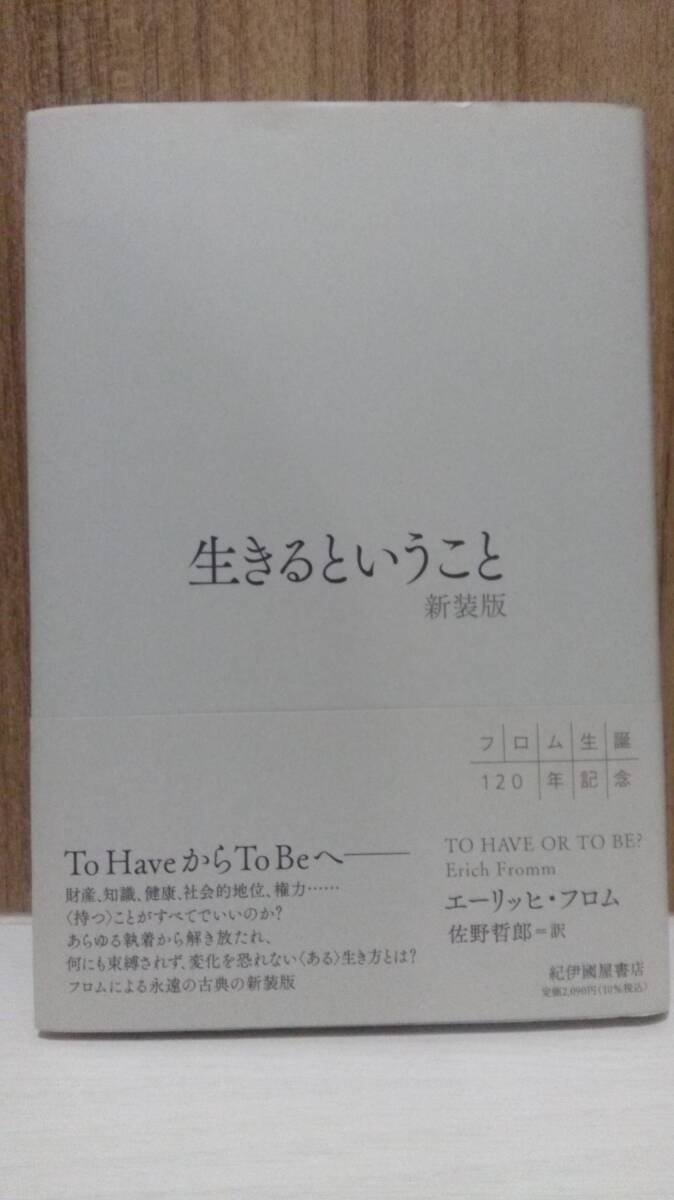 生きるということ
新装版
フロム生誕
120年記念
To HaveからTo Beへ――
財産、知識、健康、社会的地位、権力……
〈持つ〉ことがすべてでいいのか?
あらゆる執着から解き放たれ、
何にも束縛されず、変化を恐れない〈ある〉生き方とは?
フロムによる永遠の古典の新装版
TO HAVE OR TO BE?
Erich Fromm
エーリッヒ・フロム
佐野哲郎=訳
紀伊國屋書店
定価2,090円(10%税込)